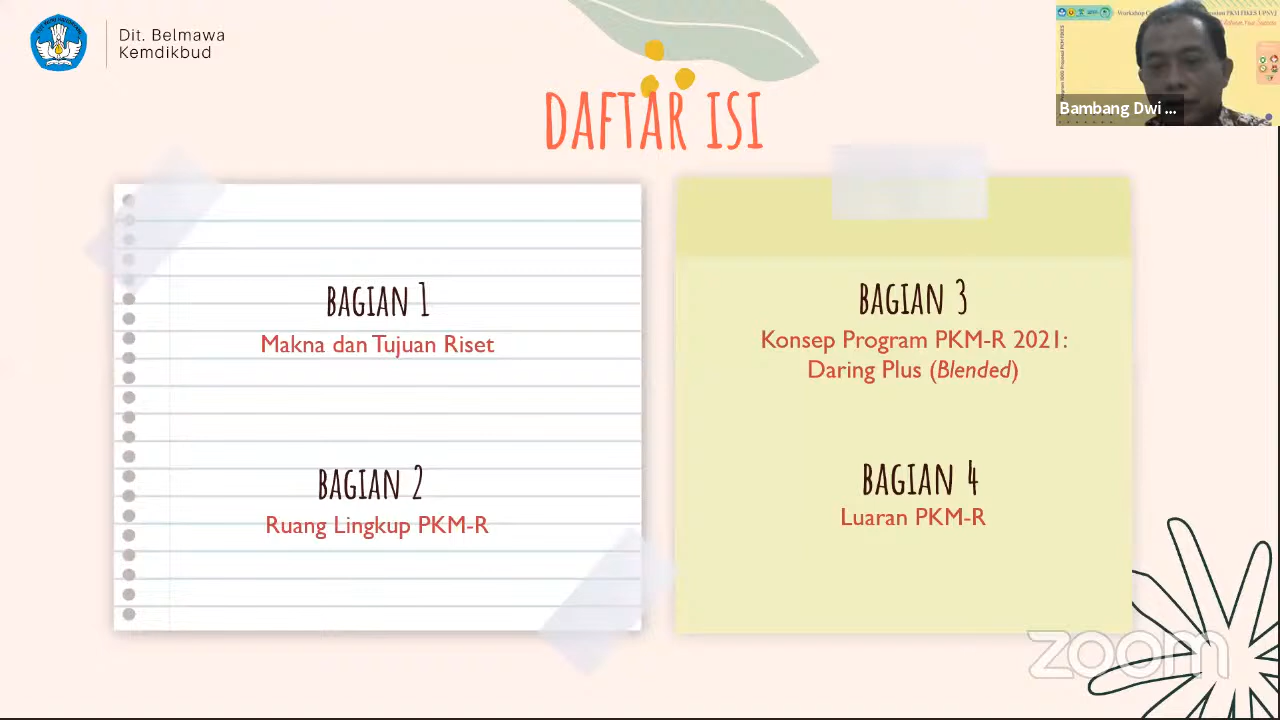 Dit. Belmawa
Kemdikbud
DAFTAR ISI
BAGIAN 1
Makna dan Tujuan Riset
BAGIAN 2
Ruang Lingkup PKM-R
BAGIAN 3
Konsep Program PKM-R 2021:
Daring Plus (Blended)
BAGIAN 4
Luaran PKM-R
Bambang Dwi ...
zoom